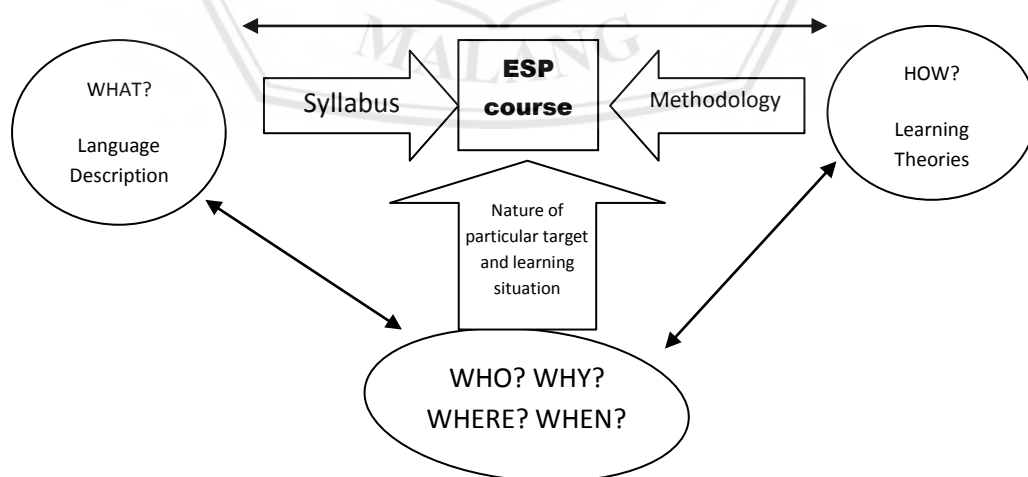 MALANG
WHAT?
Language
Description
Syllabus
ESP
course
Methodology
HOW?
Learning
Theories
Nature of
particular target
and learning
situation
WHO? WHY?
WHERE? WHEN?